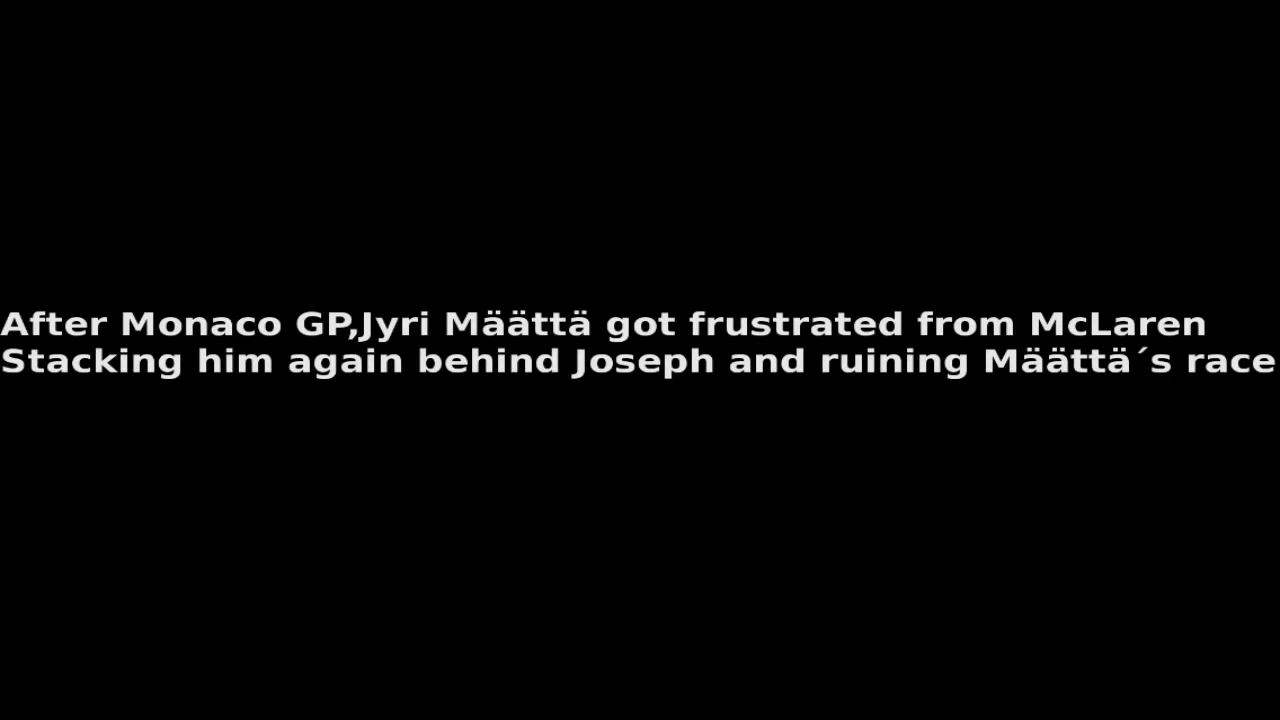 After Monaco GP,Jyri Määttä got frustrated from McLaren
Stacking him again behind Joseph and ruining Määttä´s race